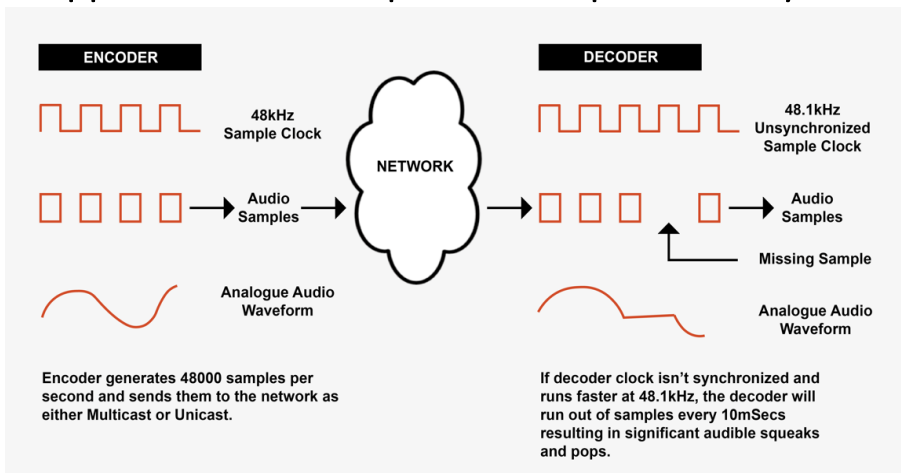 ENCODER
48kHz
Sample Clock
Audio
Samples
Analogue Audio
Waveform
Encoder generates 48000 samples per
second and sends them to the network as
either Multicast or Unicast.
NETWORK
DECODER
48.1kHz
Unsynchronized
Sample Clock
Audio
Samples
Missing Sample
Analogue Audio
Waveform
If decoder clock isn't synchronized and
runs faster at 48.1kHz, the decoder will
run out of samples every 10mSecs
resulting in significant audible squeaks
and pops.